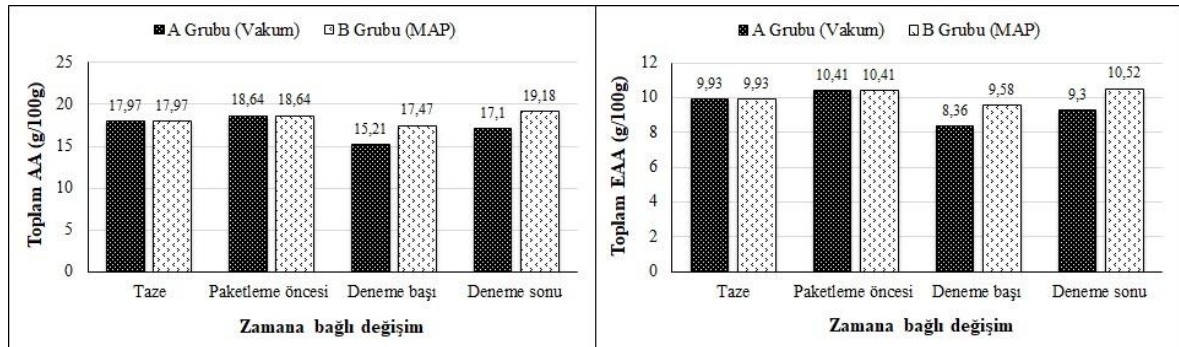 A Grubu (Vakum) B Grubu (MAP)
Toplam AA (g/100g)
25
20
15
10
5
0
17,97 17,97 18,64 18,64 15,21 17,47 17,1 19,18
Taze Paketleme öncesi Deneme başı Deneme sonu
Zamana bağlı değişim
A Grubu (Vakum) B Grubu (MAP)
Toplam EAA (g/100g)
12
10
8
6
4
2
0
9,93 9,93 10,41 10,41 8,36 9,58 9,3 10,52
Taze Paketleme öncesi Deneme başı Deneme sonu
Zamana bağlı değişim